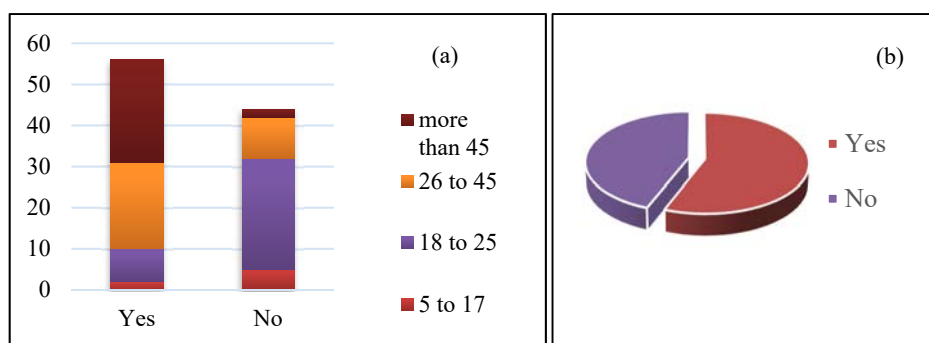 60
50
40
30
20
10
0
Yes
No
(a)
more
than 45
26 to 45
18 to 25
5 to 17
(b)
Yes
No